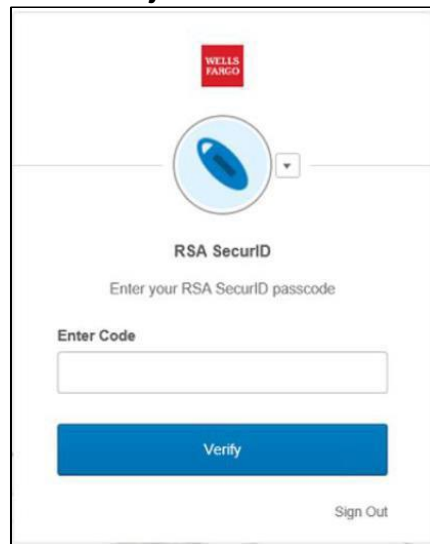 WELLS
FARGO
RSA SecurID
Enter your RSA SecurID passcode
Enter Code
Verify
Sign Out